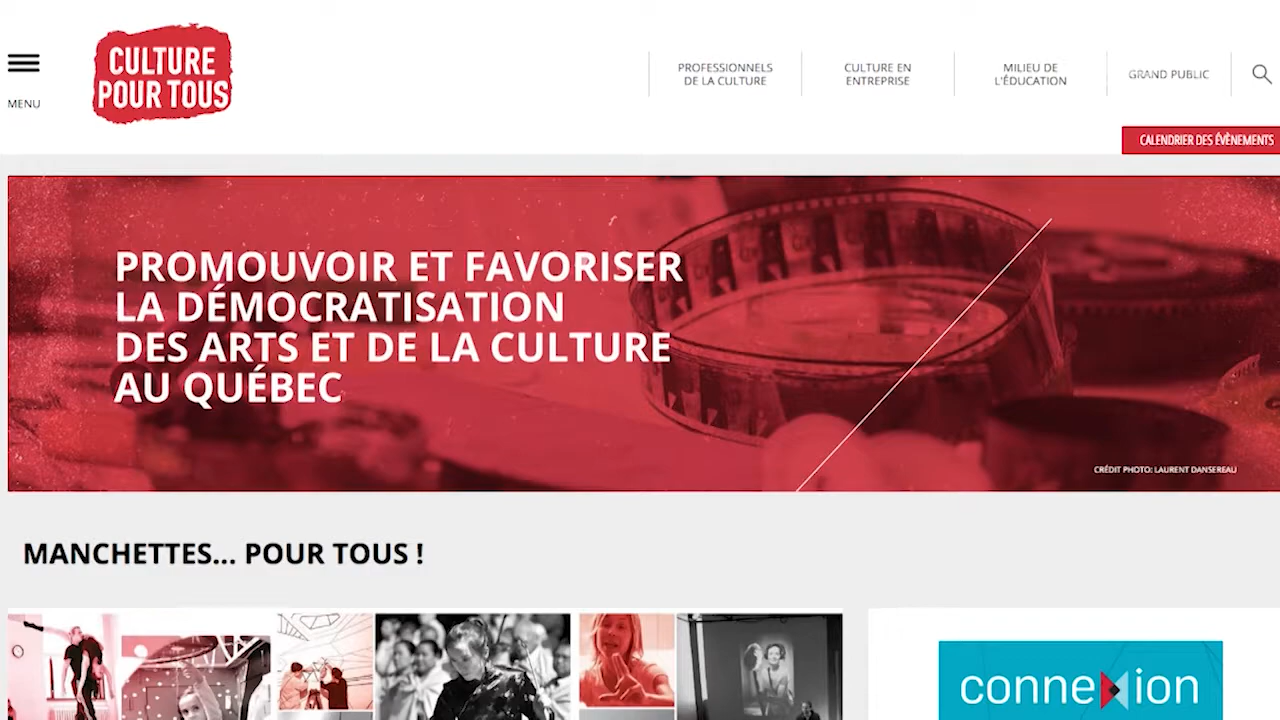 MENU
CULTURE
POUR TOUS
PROFESSIONNELS
DE LA CULTURE
CULTURE EN
ENTREPRISE
MILIEU DE
L'ÉDUCATION
GRAND PUBLIC
CALENDRIER DES ÉVÈNEMENTS
PROMOUVOIR ET FAVORISER
LA DÉMOCRATISATION
DES ARTS ET DE LA CULTURE
AU QUÉBEC
CRÉDIT PHOTO: LAURENT DANSEREAU
MANCHETTES... POUR TOUS !
connexion